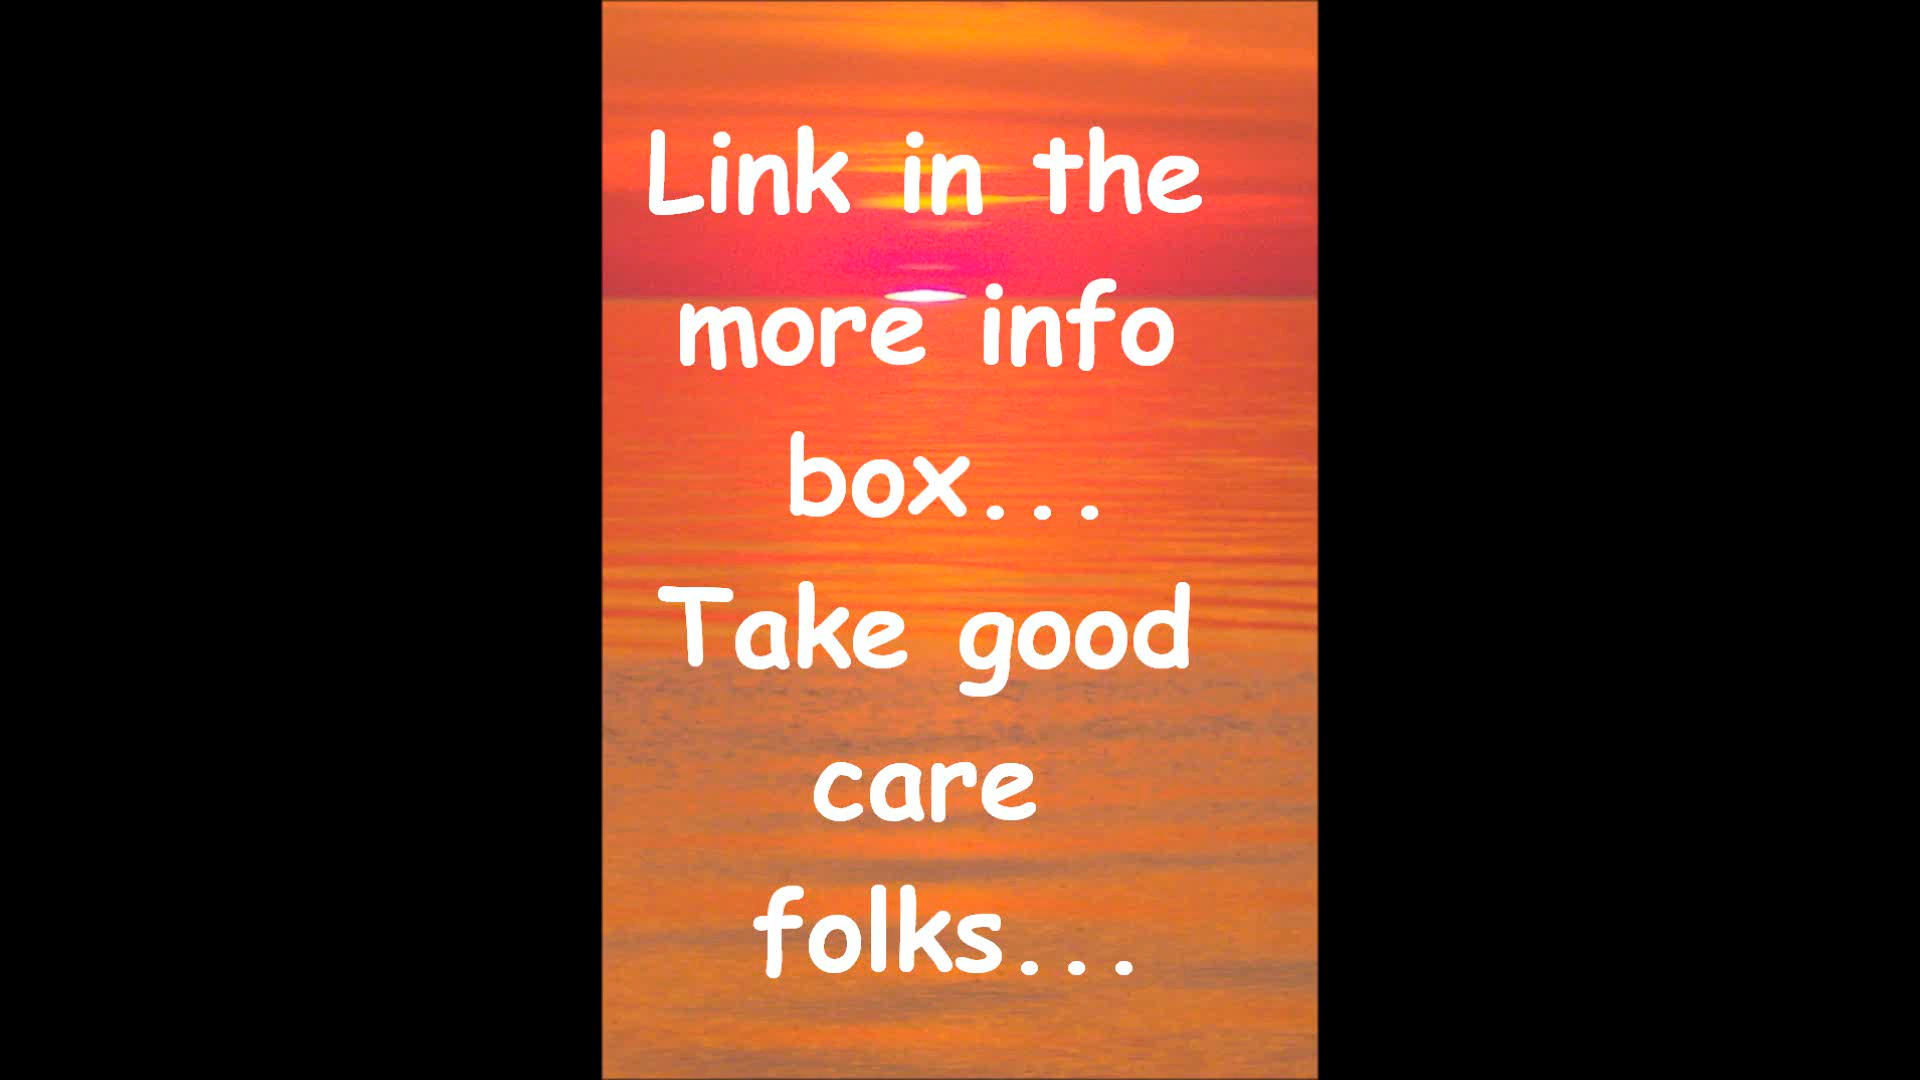 Link in the
more info
box...
Take good
care
folks...